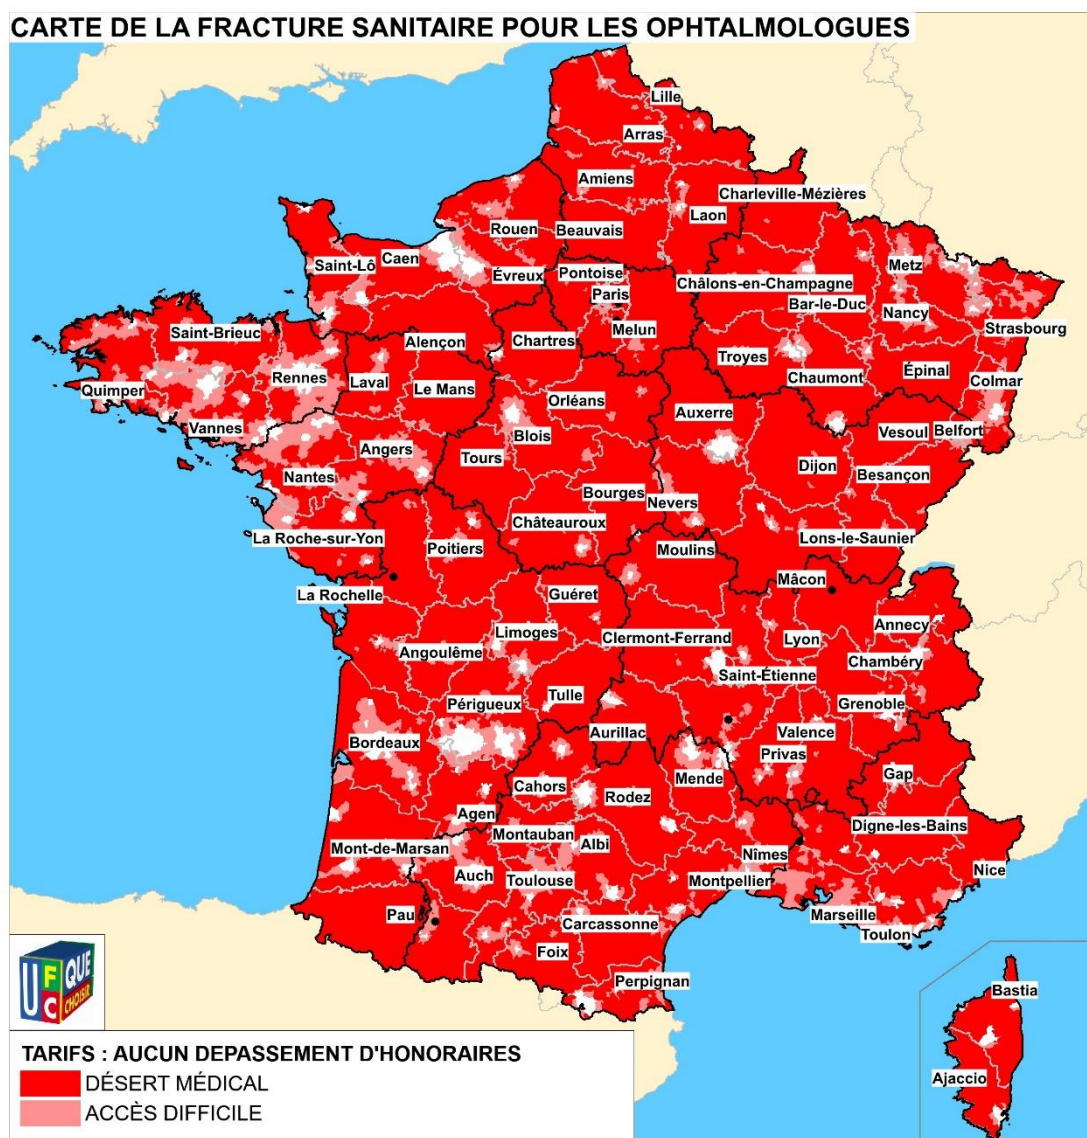 CARTE DE LA FRACTURE SANITAIRE POUR LES OPHTALMOLOGUES
Lille
Arras
Amiens
Charleville-Mézières
Laon
Rouen
Beauvais
Caen
Saint-Lô
Metz
Évreux
Pontoise
Châlons-en-Champagne
Paris
Bar-le-Duc
Nancy
Strasbourg
Saint-Brieuc
Melun
Alençon
Chartres
Troyes
Épinal
Rennes
Laval
Chaumont
Colmar
Quimper
Le Mans
Orléans
Auxerre
Vannes
Blois
Vesoul
Belfort
Angers
Tours
Dijon
Besançon
Nantes
Bourges
Nevers
Châteauroux
La Roche-sur-Yon
Lons-le-Saunier
Poitiers
Moulins
Mâcon
La Rochelle
Guéret
Annecy
Limoges
Clermont-Ferrand
Lyon
Angoulême
Chambéry
Saint-Étienne
Tulle
Périgueux
Grenoble
Aurillac
Valence
Bordeaux
Privas
Mende
Gap
Cahors
Rodez
Agen
Digne-les-Bains
Montauban
Albi
Mont-de-Marsan
Nîmes
Nice
Auch
Toulouse
Montpellier
Pau
Marseille
Carcassonne
Toulon
Foix
Perpignan
Bastia
Ajaccio
UFC
QUE
CHOISIR
TARIFS : AUCUN DEPASSEMENT D'HONORAIRES
DÉSERT MÉDICAL
ACCÈS DIFFICILE